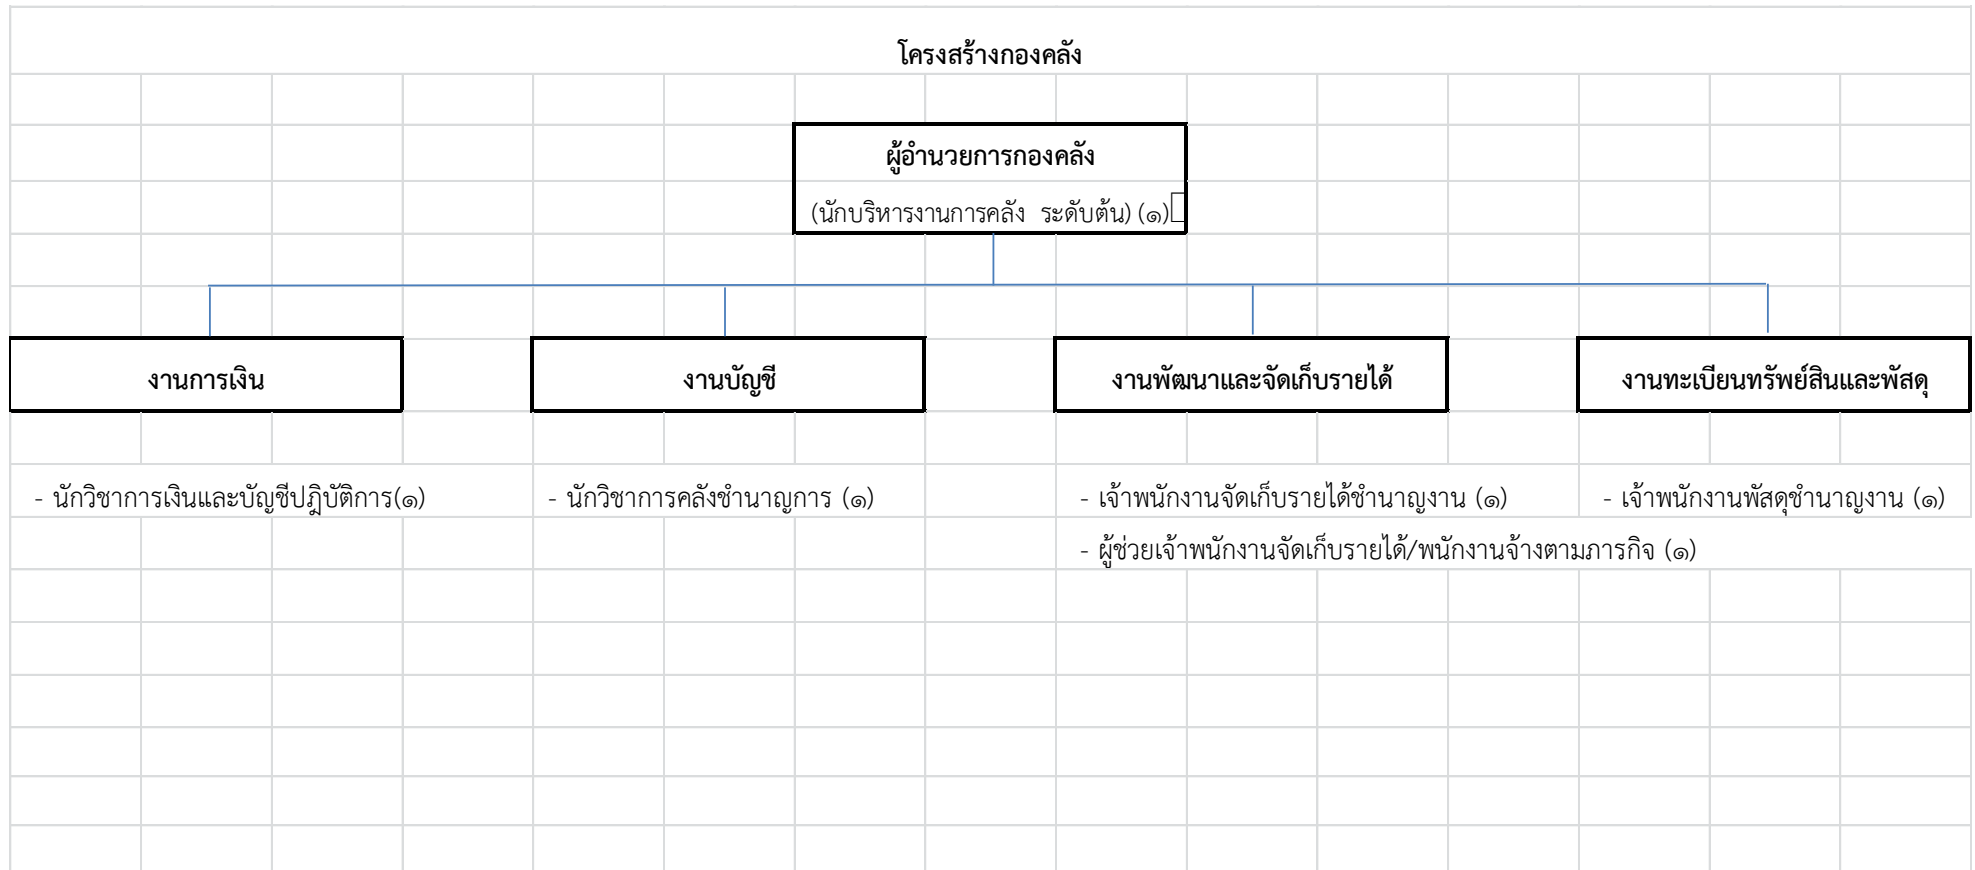 โครงสร้างกองคลัง
ผู้อำนวยการกองคลัง
(นักบริหารงานการคลัง ระดับต้น) (๑)
งานการเงิน
งานบัญชี
งานพัฒนาและจัดเก็บรายได้
งานทะเบียนทรัพย์สินและพัสดุ
- นักวิชาการเงินและบัญชีปฎิบัติการ(๑)
- นักวิชาการคลังชำนาญการ (๑)
- เจ้าพนักงานจัดเก็บรายได้ชำนาญงาน (๑)
- เจ้าพนักงานพัสดุชำนาญงาน (๑)
- ผู้ช่วยเจ้าพนักงานจัดเก็บรายได้/พนักงานจ้างตามภารกิจ (๑)